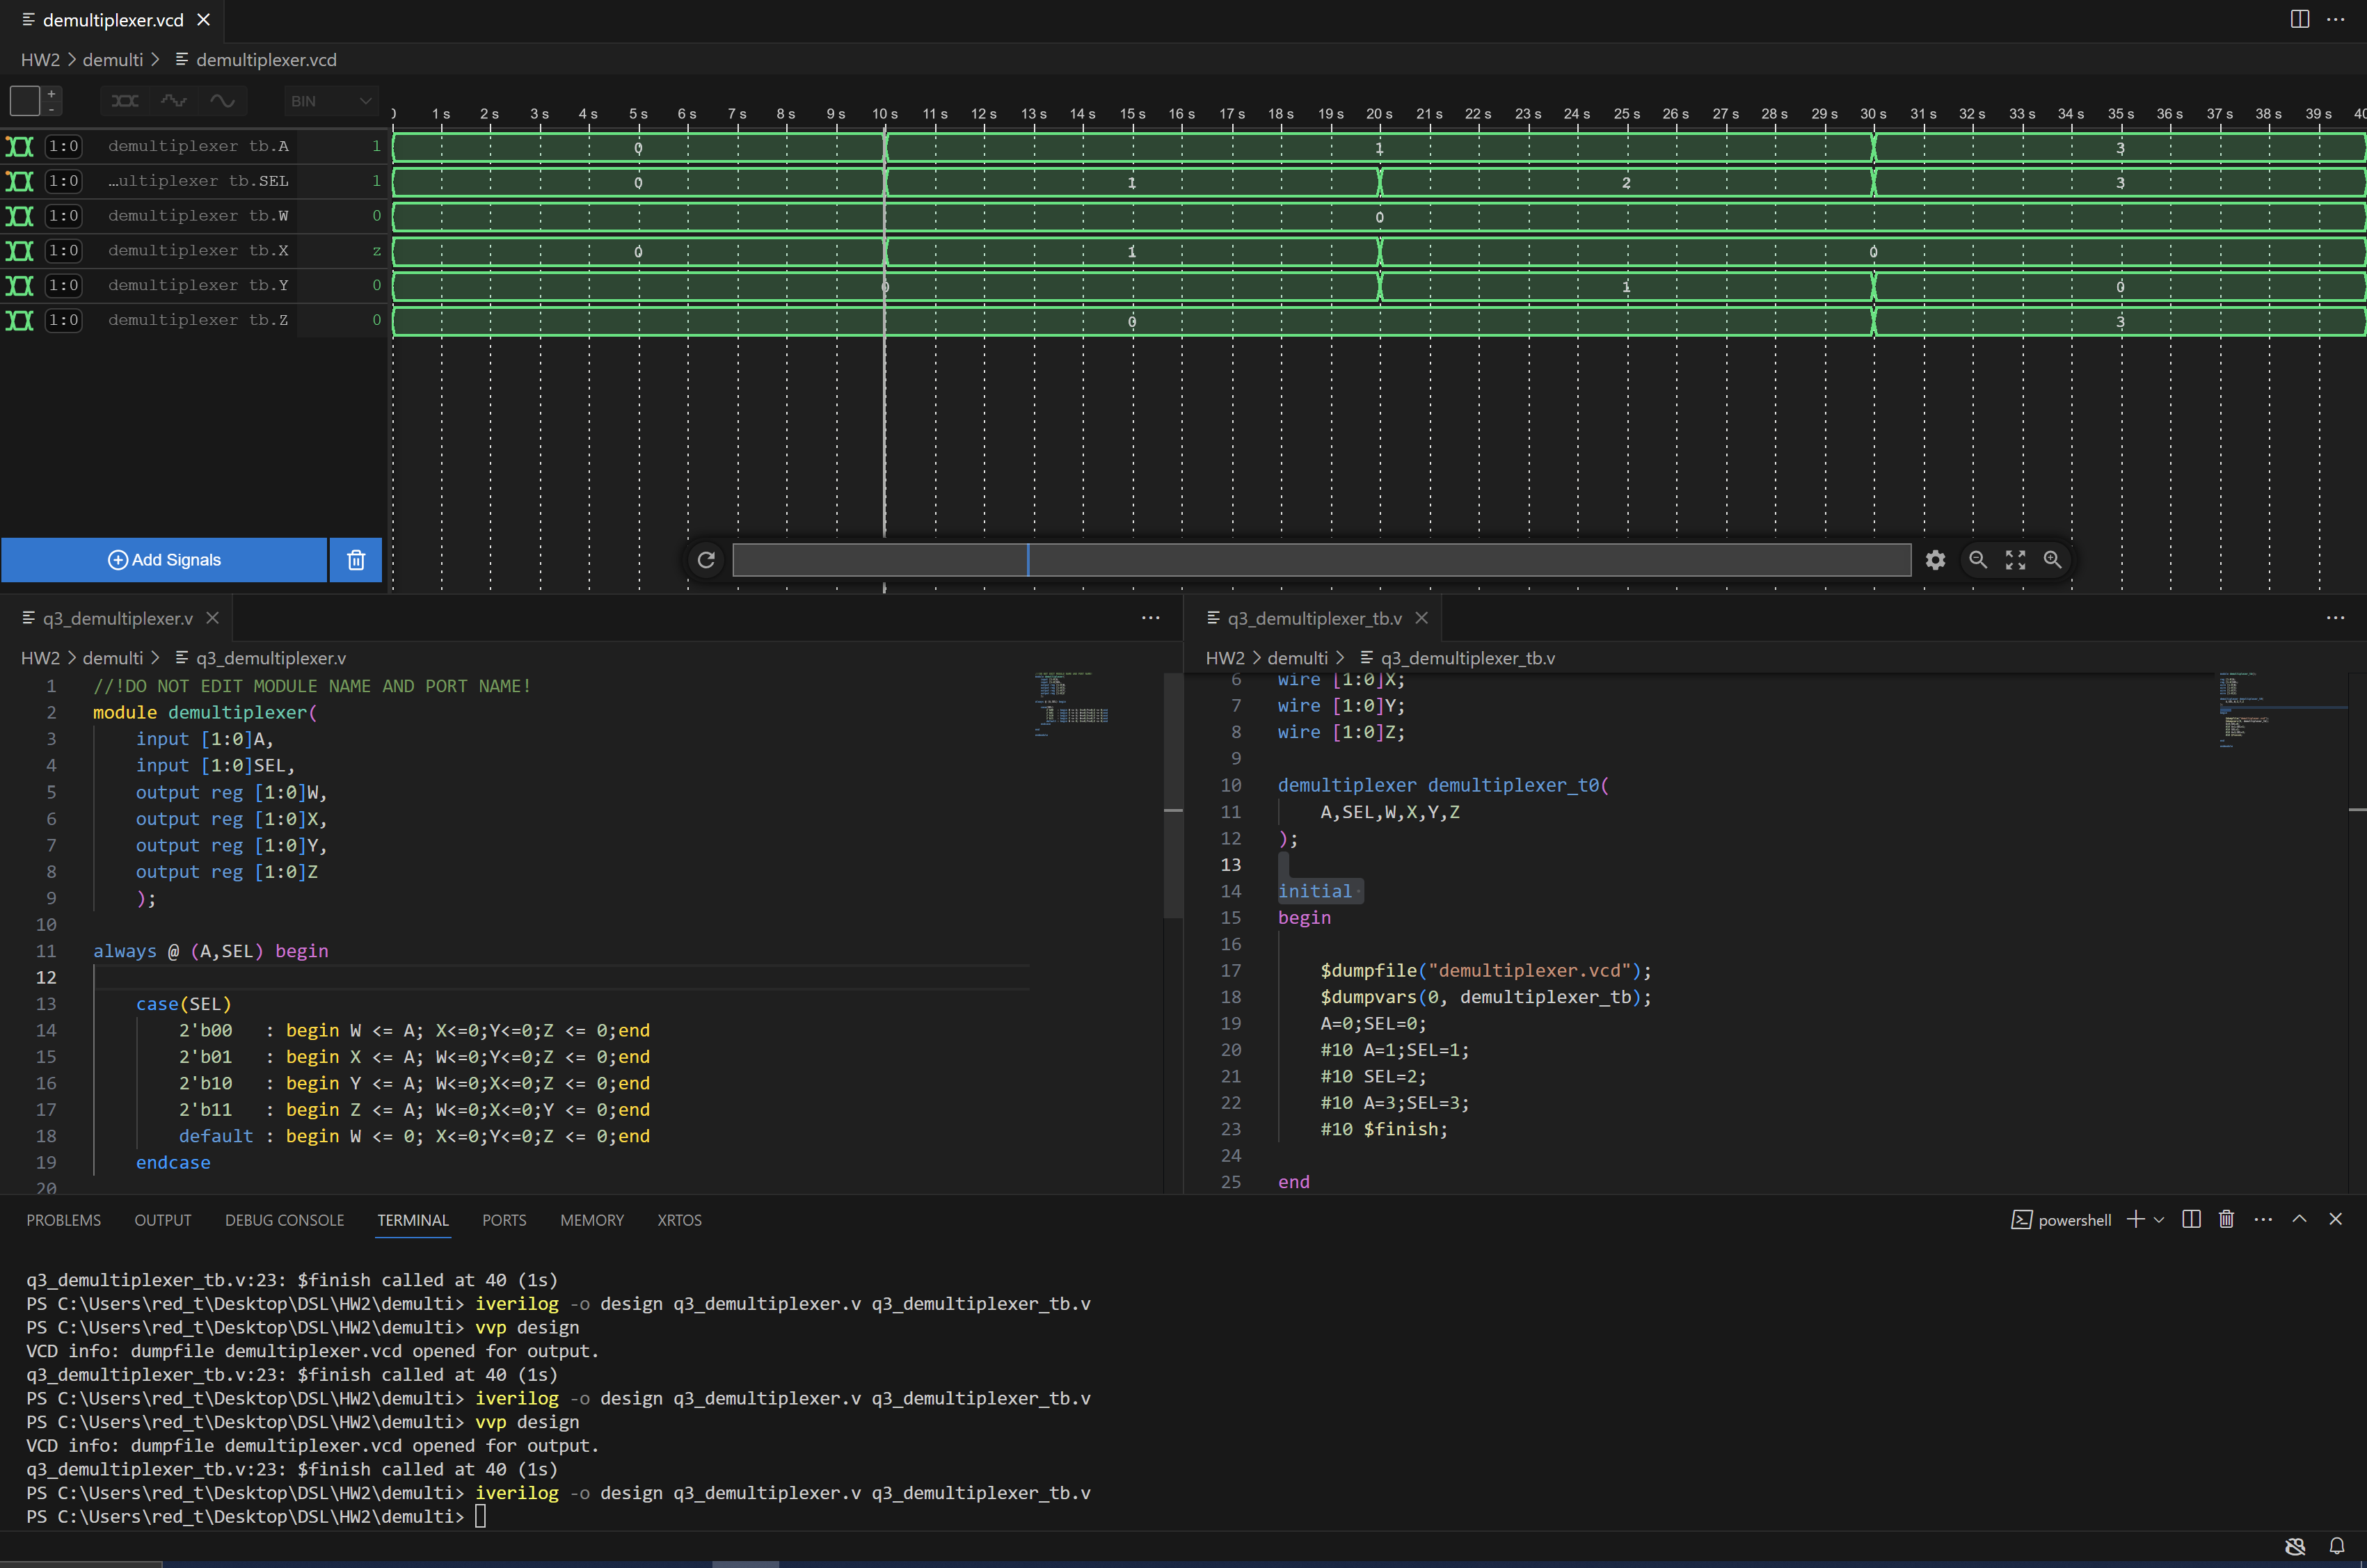 demultiplexer.vcd
HW2 > demulti > demultiplexer.vcd
+
-
BIN
0 1 s 2 s 3 s 4 s 5 s 6 s 7 s 8 s 9 s 10 s 11 s 12 s 13 s 14 s 15 s 16 s 17 s 18 s 19 s 20 s 21 s 22 s 23 s 24 s 25 s 26 s 27 s 28 s 29 s 30 s 31 s 32 s 33 s 34 s 35 s 36 s 37 s 38 s 39 s 40
1:0 demultiplexer tb.A 1 0 1 3
1:0 …ultiplexer tb.SEL 1 0 1 2 3
1:0 demultiplexer tb.W 0 0
1:0 demultiplexer tb.X z 0 1 0
1:0 demultiplexer tb.Y 0 0 1 0
1:0 demultiplexer tb.Z 0 0 3
Add Signals
q3_demultiplexer.v
HW2 > demulti > q3_demultiplexer.v
1 //!DO NOT EDIT MODULE NAME AND PORT NAME!
2 module demultiplexer(
3 input [1:0]A,
4 input [1:0]SEL,
5 output reg [1:0]W,
6 output reg [1:0]X,
7 output reg [1:0]Y,
8 output reg [1:0]Z
9 );
10
11 always @ (A,SEL) begin
12
13 case(SEL)
14 2'b00 : begin W <= A; X<=0;Y<=0;Z <= 0;end
15 2'b01 : begin X <= A; W<=0;Y<=0;Z <= 0;end
16 2'b10 : begin Y <= A; W<=0;X<=0;Z <= 0;end
17 2'b11 : begin Z <= A; W<=0;X<=0;Y <= 0;end
18 default : begin W <= 0; X<=0;Y<=0;Z <= 0;end
19 endcase
20
q3_demultiplexer_tb.v
HW2 > demulti > q3_demultiplexer_tb.v
6 wire [1:0]X;
7 wire [1:0]Y;
8 wire [1:0]Z;
9
10 demultiplexer demultiplexer_t0(
11 A,SEL,W,X,Y,Z
12 );
13
14 initial
15 begin
16
17 $dumpfile("demultiplexer.vcd");
18 $dumpvars(0, demultiplexer_tb);
19 A=0;SEL=0;
20 #10 A=1;SEL=1;
21 #10 SEL=2;
22 #10 A=3;SEL=3;
23 #10 $finish;
24
25 end
PROBLEMS OUTPUT DEBUG CONSOLE TERMINAL PORTS MEMORY XRTOS
powershell
q3_demultiplexer_tb.v:23: $finish called at 40 (1s)
PS C:\Users\red_t\Desktop\DSL\HW2\demulti> iverilog -o design q3_demultiplexer.v q3_demultiplexer_tb.v
PS C:\Users\red_t\Desktop\DSL\HW2\demulti> vvp design
VCD info: dumpfile demultiplexer.vcd opened for output.
q3_demultiplexer_tb.v:23: $finish called at 40 (1s)
PS C:\Users\red_t\Desktop\DSL\HW2\demulti> iverilog -o design q3_demultiplexer.v q3_demultiplexer_tb.v
PS C:\Users\red_t\Desktop\DSL\HW2\demulti> vvp design
VCD info: dumpfile demultiplexer.vcd opened for output.
q3_demultiplexer_tb.v:23: $finish called at 40 (1s)
PS C:\Users\red_t\Desktop\DSL\HW2\demulti> iverilog -o design q3_demultiplexer.v q3_demultiplexer_tb.v
PS C:\Users\red_t\Desktop\DSL\HW2\demulti>